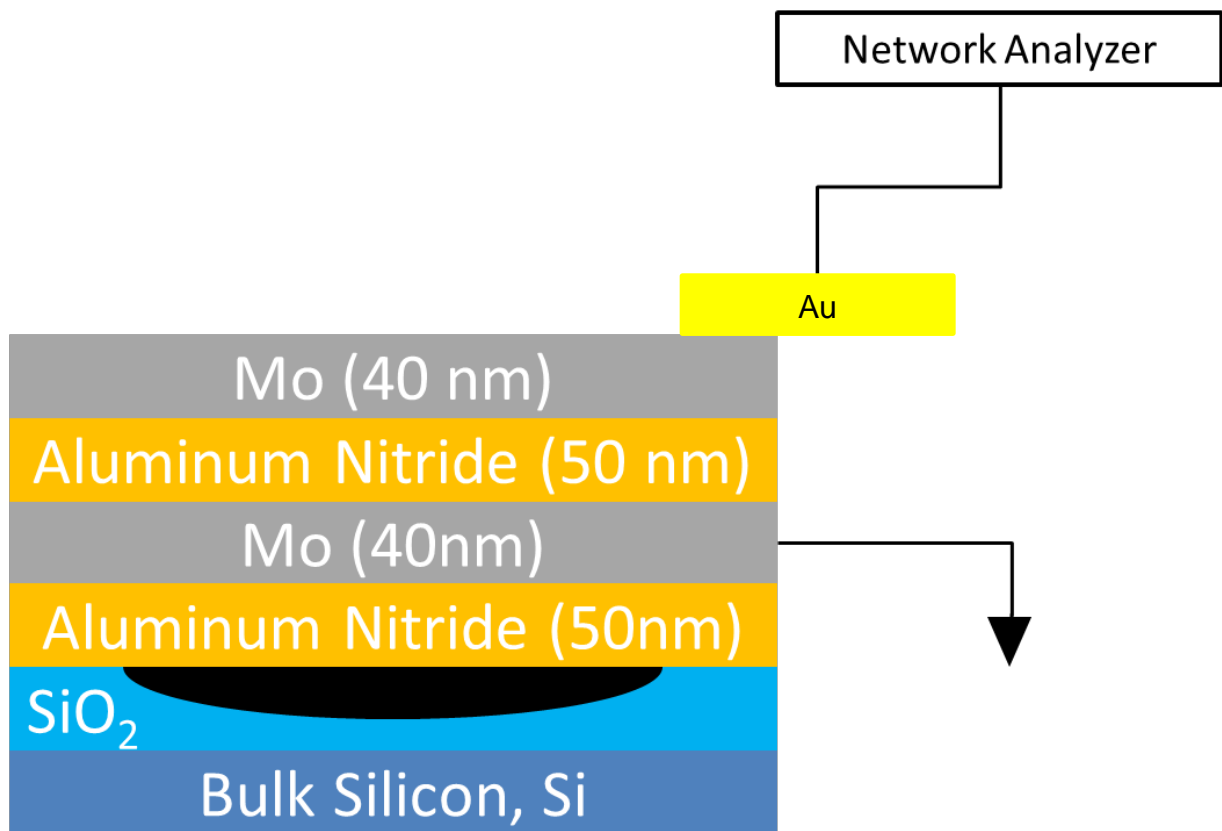 Network Analyzer
Au
Mo (40 nm)
Aluminum Nitride (50 nm)
Mo (40nm)
Aluminum Nitride (50nm)
SiO₂
Bulk Silicon, Si